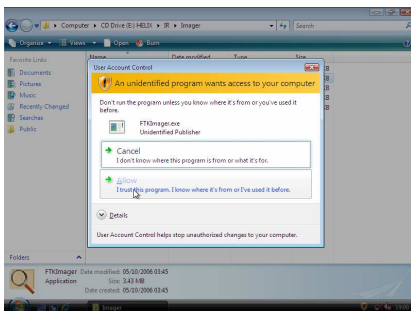 Computer ▸ CD Drive (E:) HELIX ▸ IR ▸ Imager
Search
Organize Views Open Burn
Favorite Links
Name Date modified Type Size
Documents
Pictures
Music
Recently Changed
Searches
Public
User Account Control
An unidentified program wants access to your computer
Don't run the program unless you know where it's from or you've used it
before.
FTKImager.exe
Unidentified Publisher
Cancel
I don't know where this program is from or what it's for.
Allow
I trust this program. I know where it's from or I've used it before.
Details
User Account Control helps stop unauthorized changes to your computer.
Folders
FTKImager Date modified: 05/10/2006 03:45
Application Size: 3.43 MB
Date created: 05/10/2006 03:45
Imager
19:00